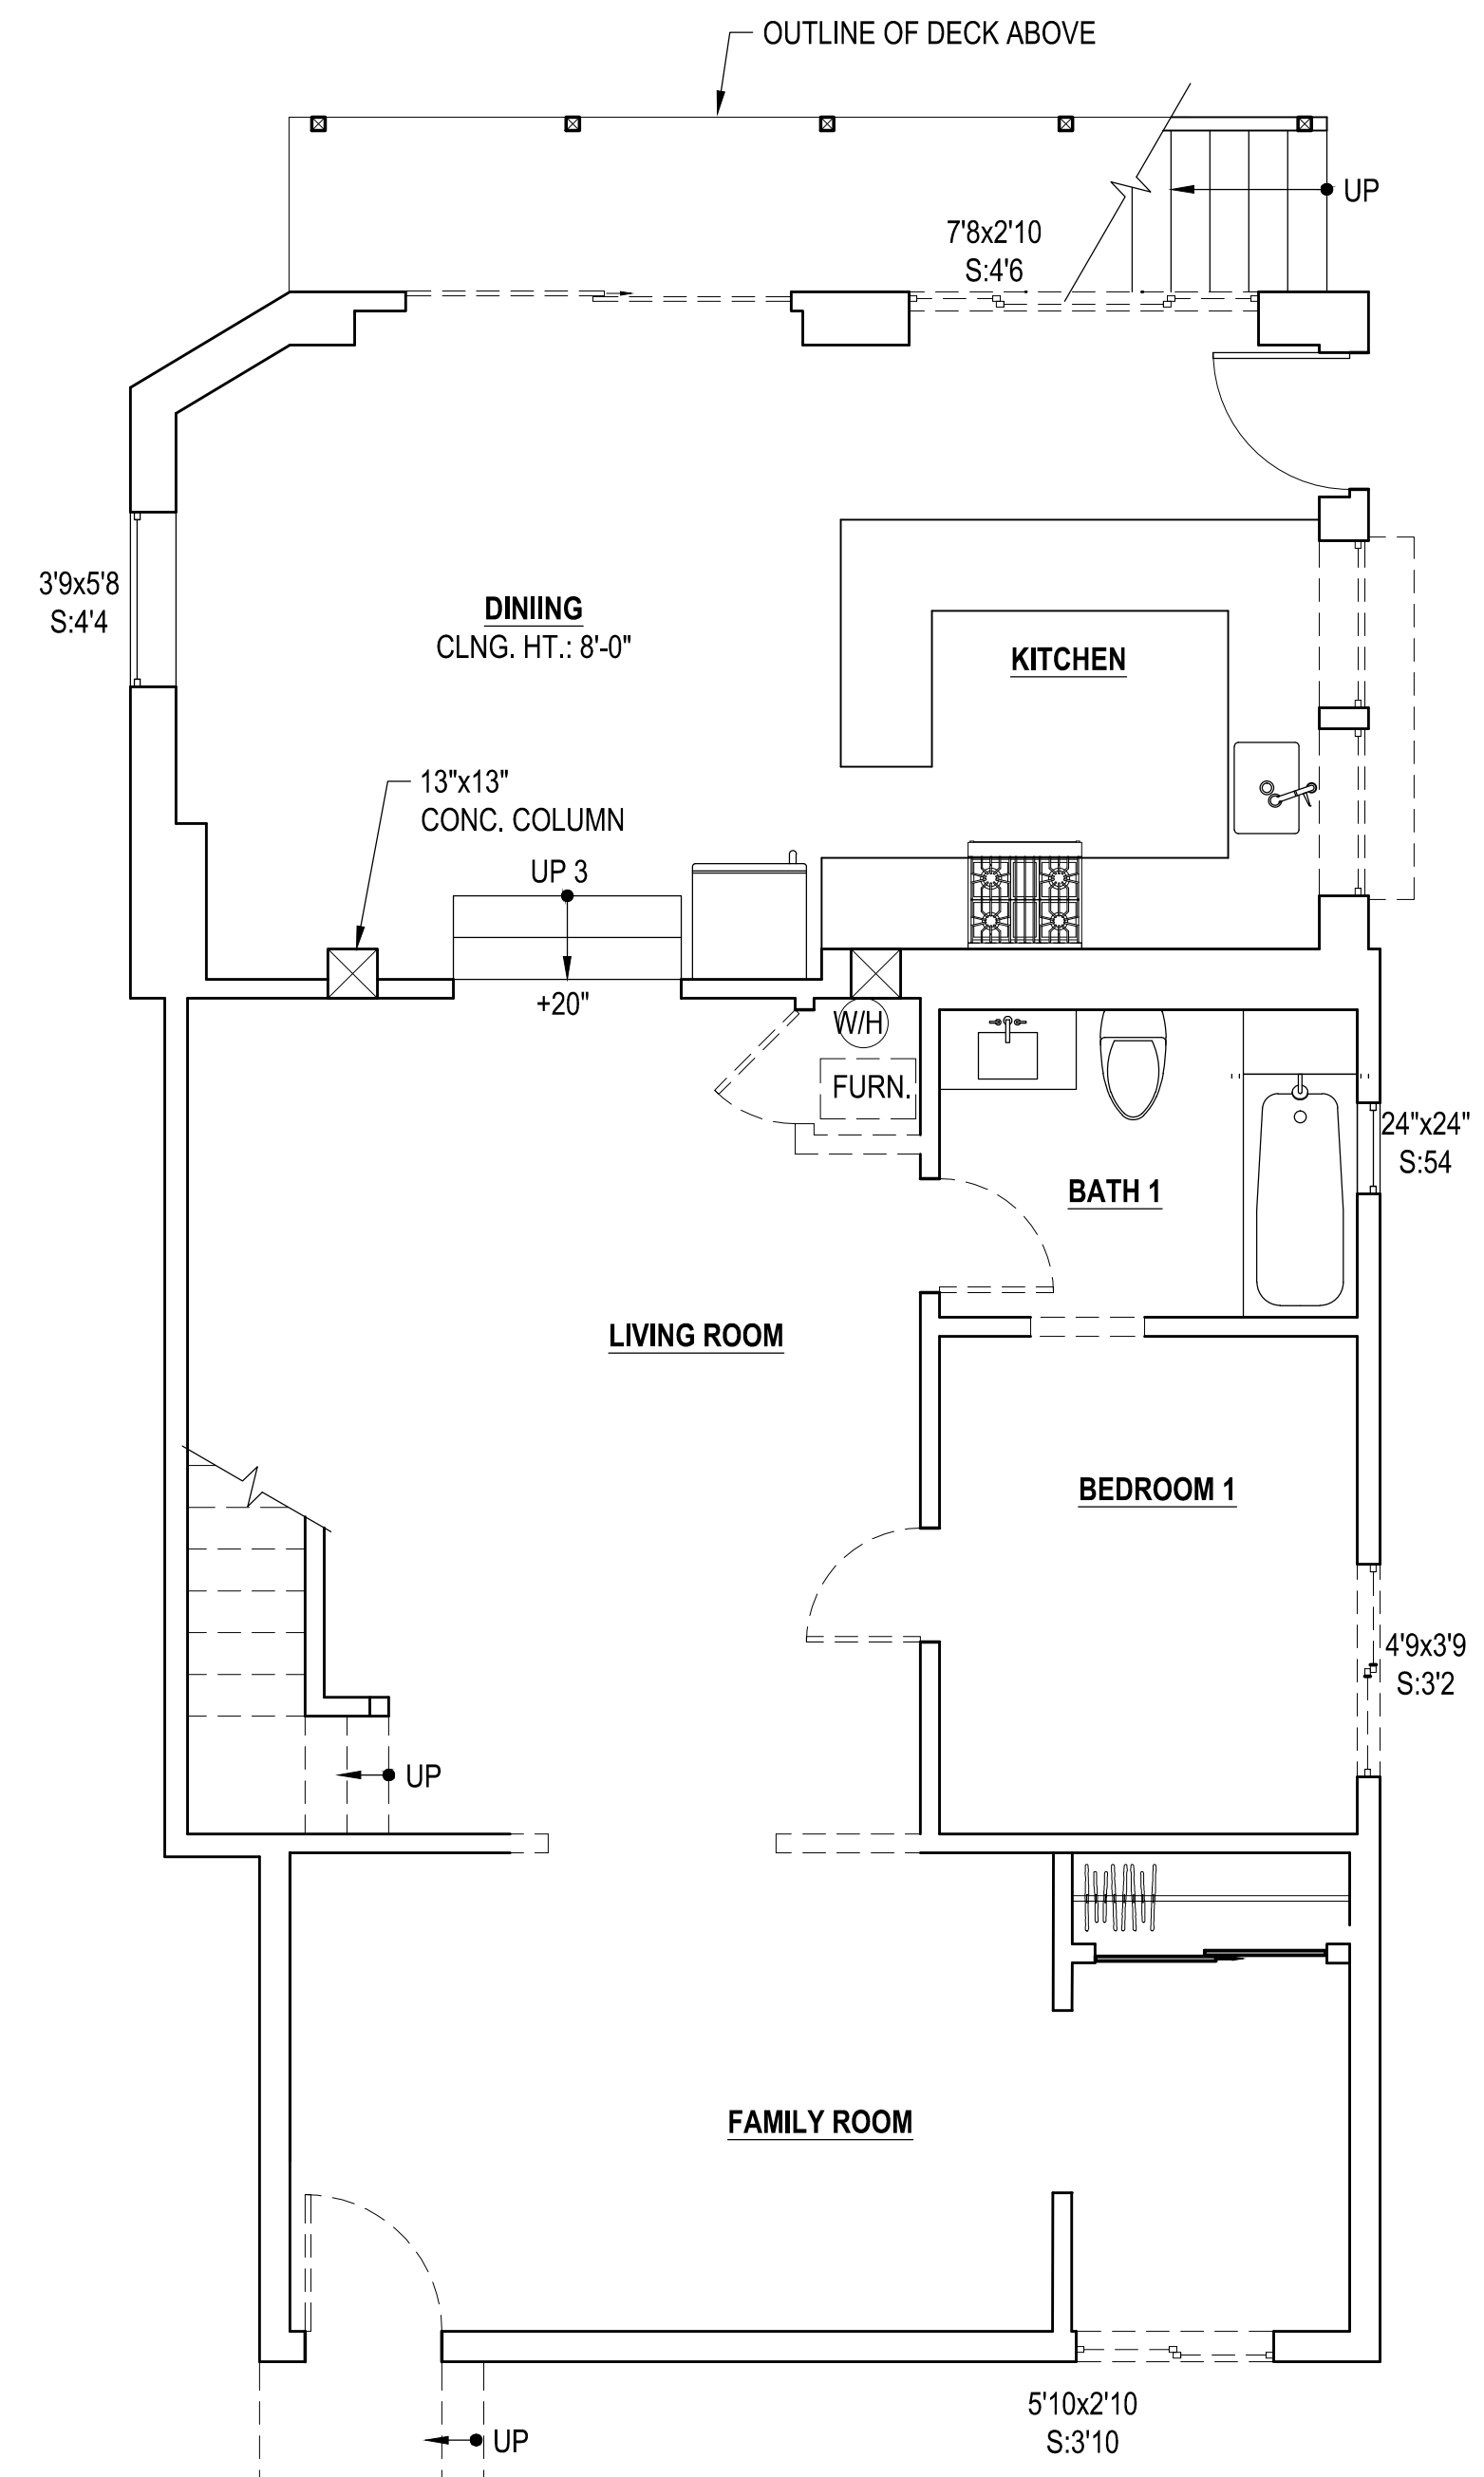 OUTLINE OF DECK ABOVE
UP
7'8x2'10
S:4'6
3'9x5'8
S:4'4
DINIING
CLNG. HT.: 8'-0"
KITCHEN
13"x13"
CONC. COLUMN
UP 3
+20"
W/H
FURN.
24"x24"
S:54
BATH 1
LIVING ROOM
BEDROOM 1
4'9x3'9
S:3'2
UP
FAMILY ROOM
5'10x2'10
S:3'10
UP